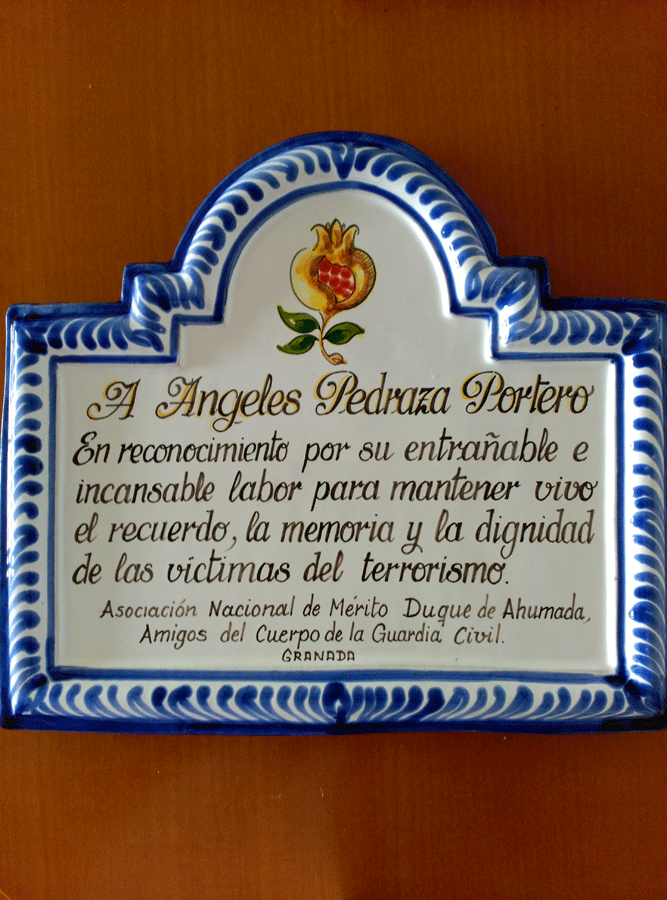 A Angeles Pedraza Portero
En reconocimiento por su entrañable e
incansable labor para mantener vivo
el recuerdo, la memoria y la dignidad
de las víctimas del terrorismo.
Asociación Nacional de Mérito Duque de Ahumada,
Amigos del Cuerpo de la Guardia Civil.
GRANADA